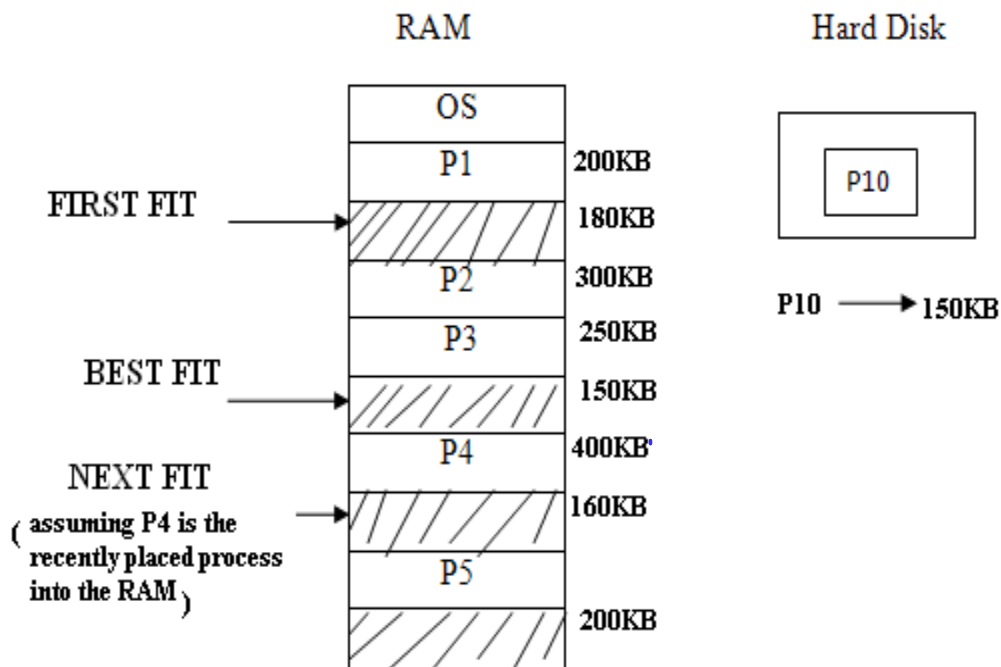 RAM
Hard Disk
OS
P1
200KB
FIRST FIT
180KB
P10
P2
300KB
P10
150KB
P3
250KB
BEST FIT
150KB
P4
400KB
NEXT FIT
( assuming P4 is the
recently placed process
into the RAM )
160KB
P5
200KB